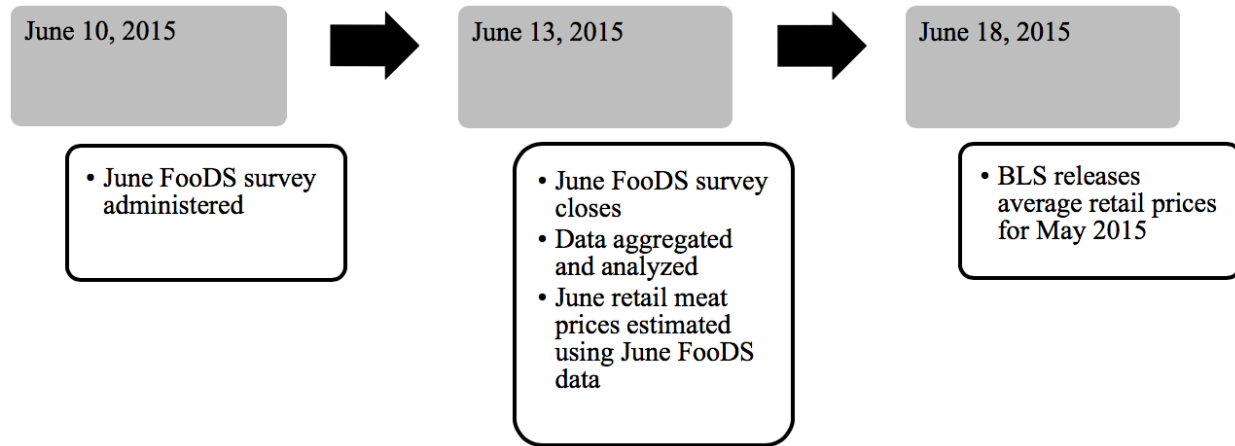 June 10, 2015
• June FooDS survey
administered
June 13, 2015
• June FooDS survey
closes
• Data aggregated
and analyzed
• June retail meat
prices estimated
using June FooDS
data
June 18, 2015
• BLS releases
average retail prices
for May 2015